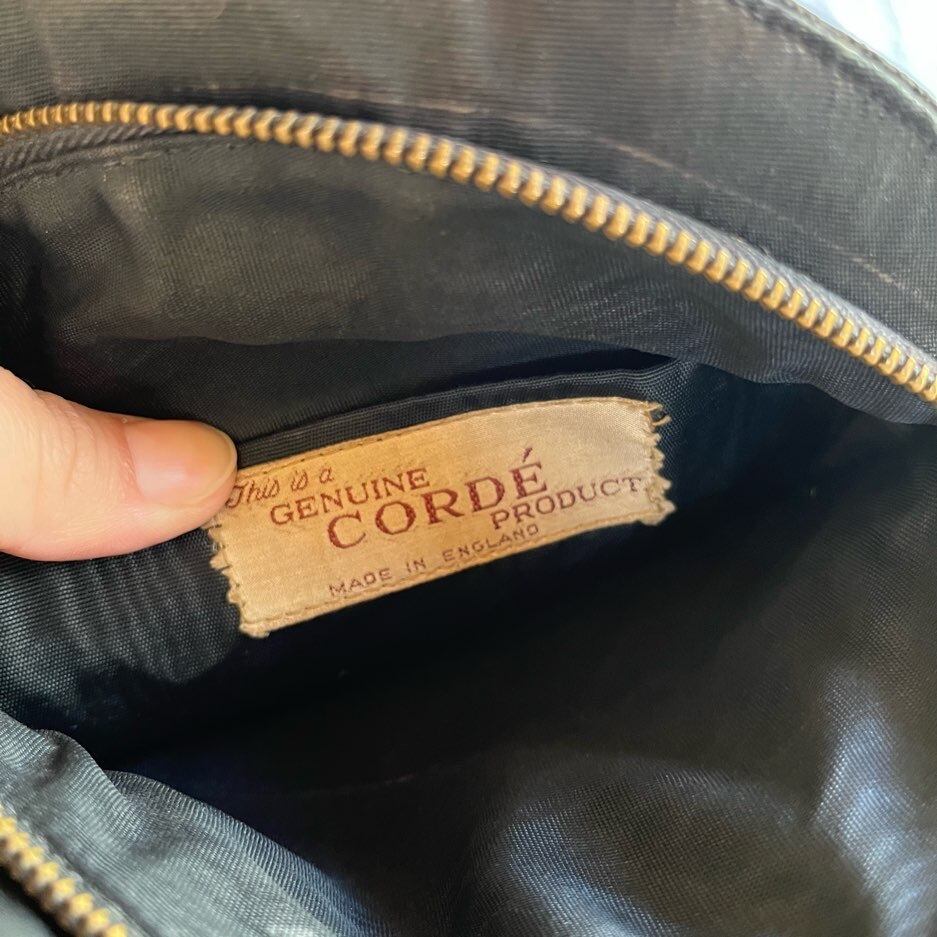 This is a
GENUINE
CORDÉ
PRODUCT
MADE IN ENGLAND